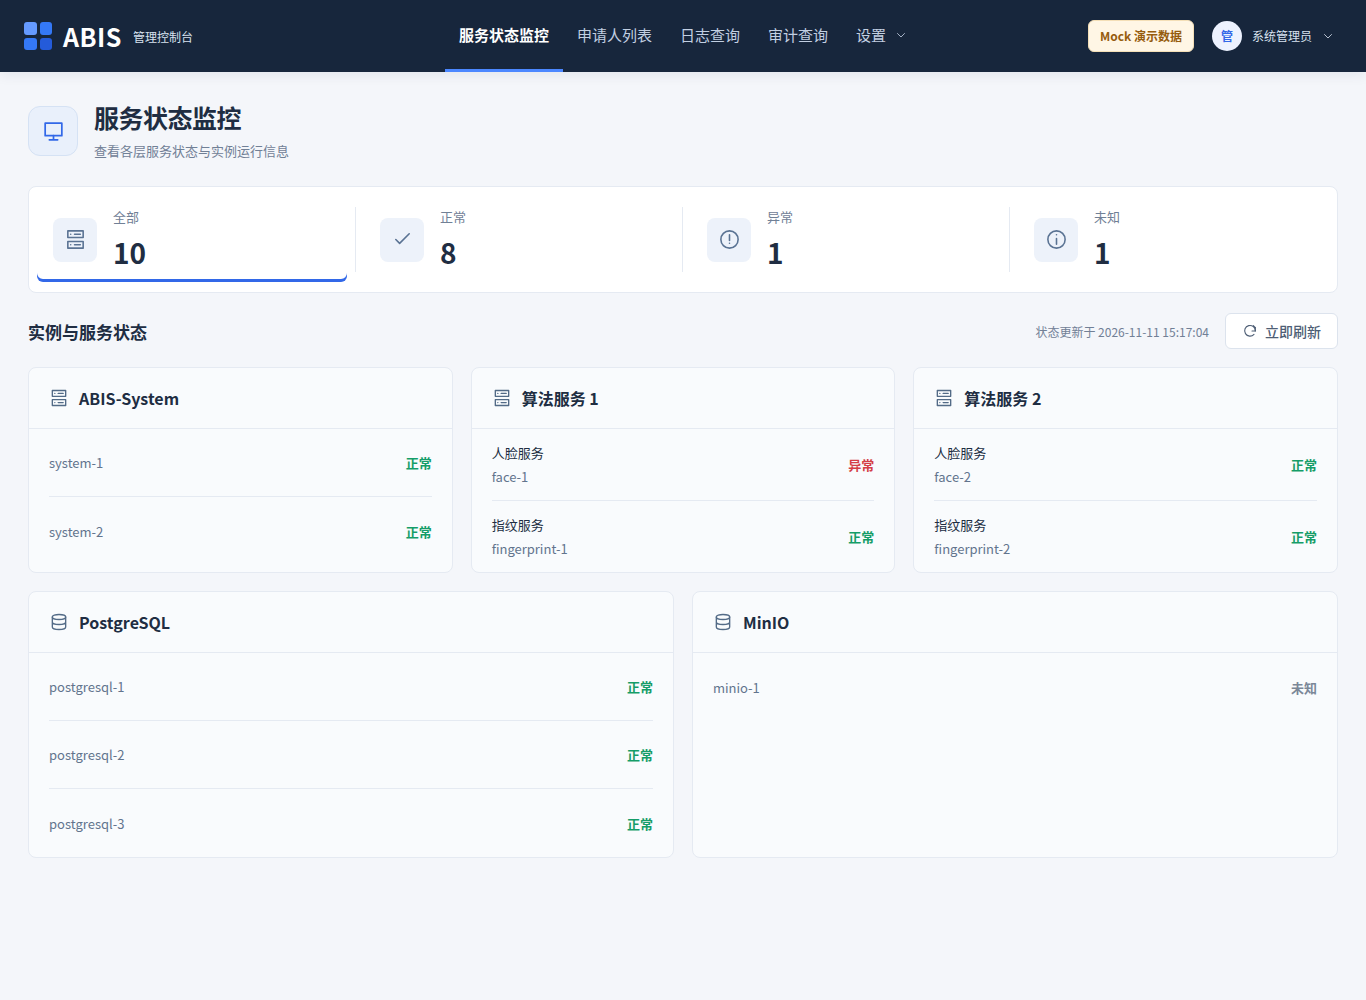 ABIS 管理控制台 服务状态监控 申请人列表 日志查询 审计查询 设置 Mock 演示数据 管 系统管理员
服务状态监控
查看各层服务状态与实例运行信息
全部 正常 异常 未知
10 8 1 1
实例与服务状态 状态更新于 2026-11-11 15:17:04 立即刷新
ABIS-System
system-1 正常
system-2 正常
算法服务 1
人脸服务
face-1 异常
指纹服务
fingerprint-1 正常
算法服务 2
人脸服务
face-2 正常
指纹服务
fingerprint-2 正常
PostgreSQL
postgresql-1 正常
postgresql-2 正常
postgresql-3 正常
MinIO
minio-1 未知